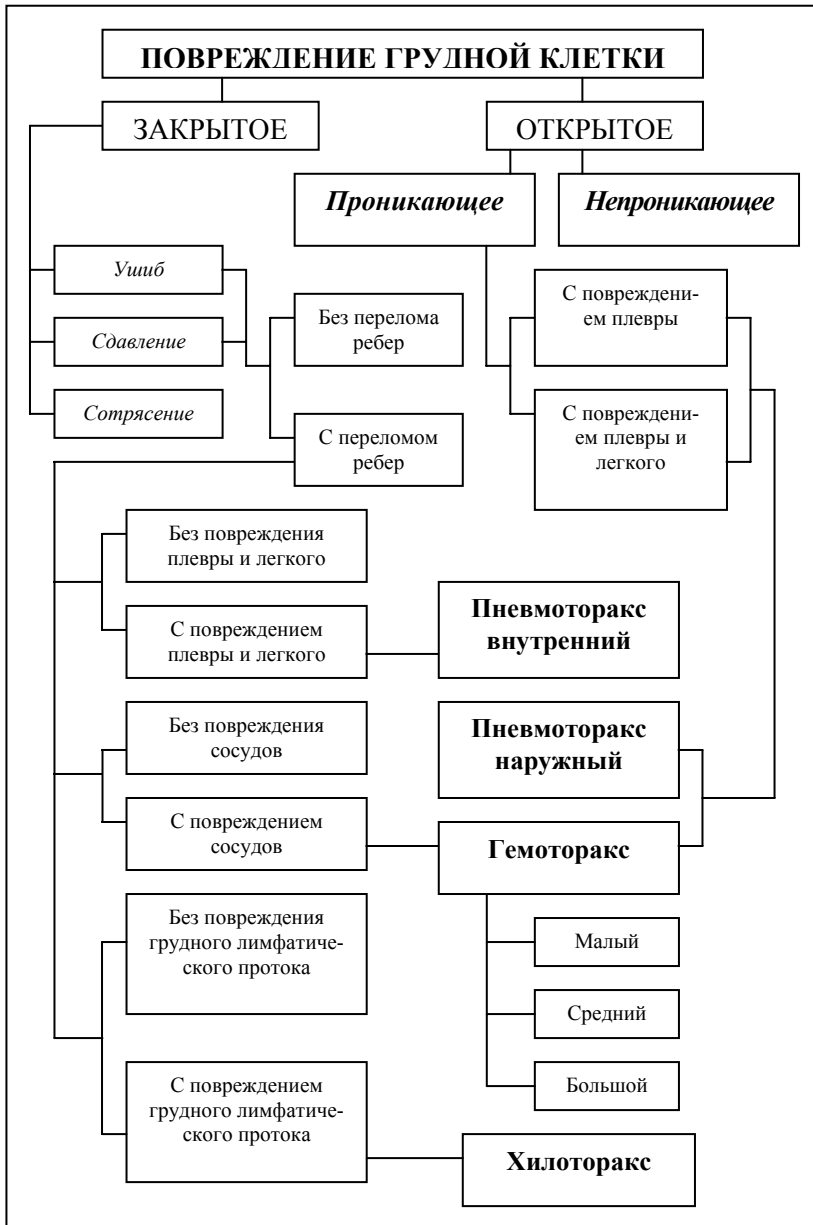 ПОВРЕЖДЕНИЕ ГРУДНОЙ КЛЕТКИ
ЗАКРЫТОЕ
ОТКРЫТОЕ
Проникающее
Непроникающее
Ушиб
Сдавление
Сотрясение
Без перелома
ребер
С переломом
ребер
С повреждени-
ем плевры
С повреждени-
ем плевры и
легкого
Без повреждения
плевры и легкого
С повреждением
плевры и легкого
Пневмоторакс
внутренний
Без повреждения
сосудов
С повреждением
сосудов
Пневмоторакс
наружный
Гемоторакс
Малый
Средний
Большой
Без повреждения
грудного лимфатиче-
ского протока
С повреждением
грудного лимфатиче-
ского протока
Хилоторакс